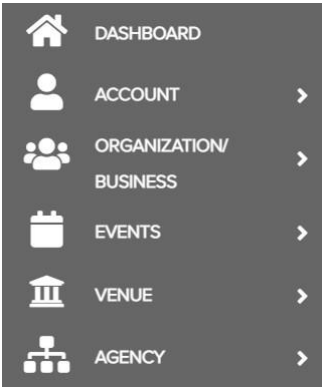 DASHBOARD
ACCOUNT
ORGANIZATION/
BUSINESS
EVENTS
VENUE
AGENCY